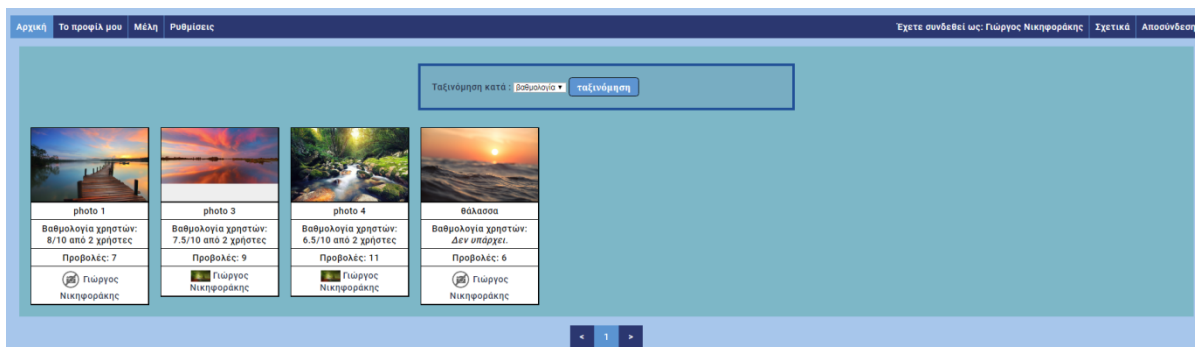 Αρχική Το προφίλ μου Μέλη Ρυθμίσεις Έχετε συνδεθεί ως: Γιώργος Νικηφοράκης Σχετικά Αποσύνδεση
Ταξινόμηση κατά : βαθμολογία ▼ ταξινόμηση
photo 1
Βαθμολογία χρηστών:
8/10 από 2 χρήστες
Προβολές: 7
Γιώργος
Νικηφοράκης
photo 3
Βαθμολογία χρηστών:
7.5/10 από 2 χρήστες
Προβολές: 9
Γιώργος
Νικηφοράκης
photo 4
Βαθμολογία χρηστών:
6.5/10 από 2 χρήστες
Προβολές: 11
Γιώργος
Νικηφοράκης
θάλασσα
Βαθμολογία χρηστών:
Δεν υπάρχει.
Προβολές: 6
Γιώργος
Νικηφοράκης
< 1 >